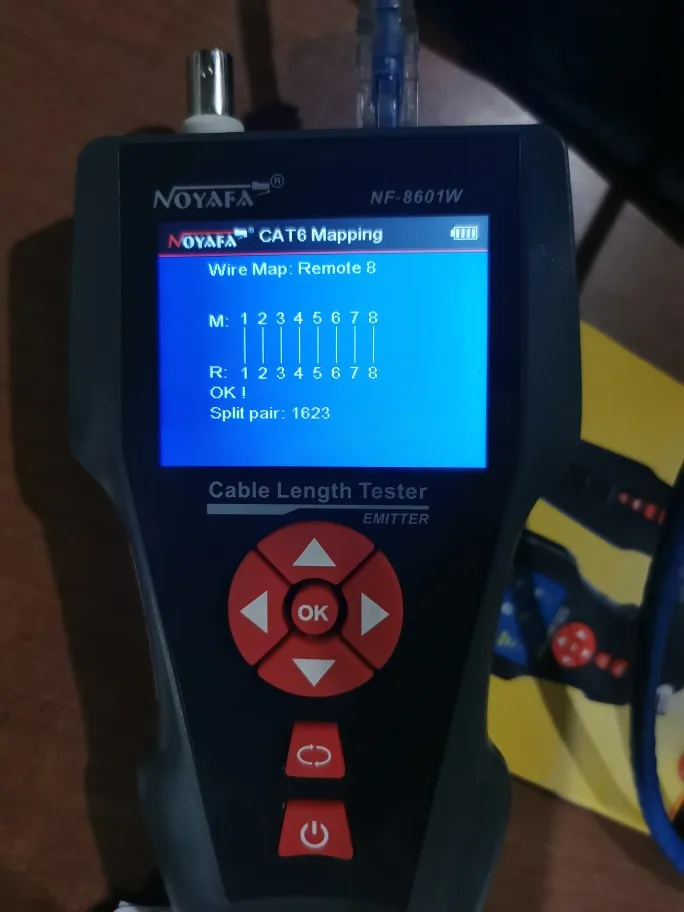 NOYAFA ®
NF-8601W
NOYAFA ® CAT6 Mapping
Wire Map: Remote 8
M: 1 2 3 4 5 6 7 8
R: 1 2 3 4 5 6 7 8
OK !
Split pair: 1623
Cable Length Tester
EMITTER
OK